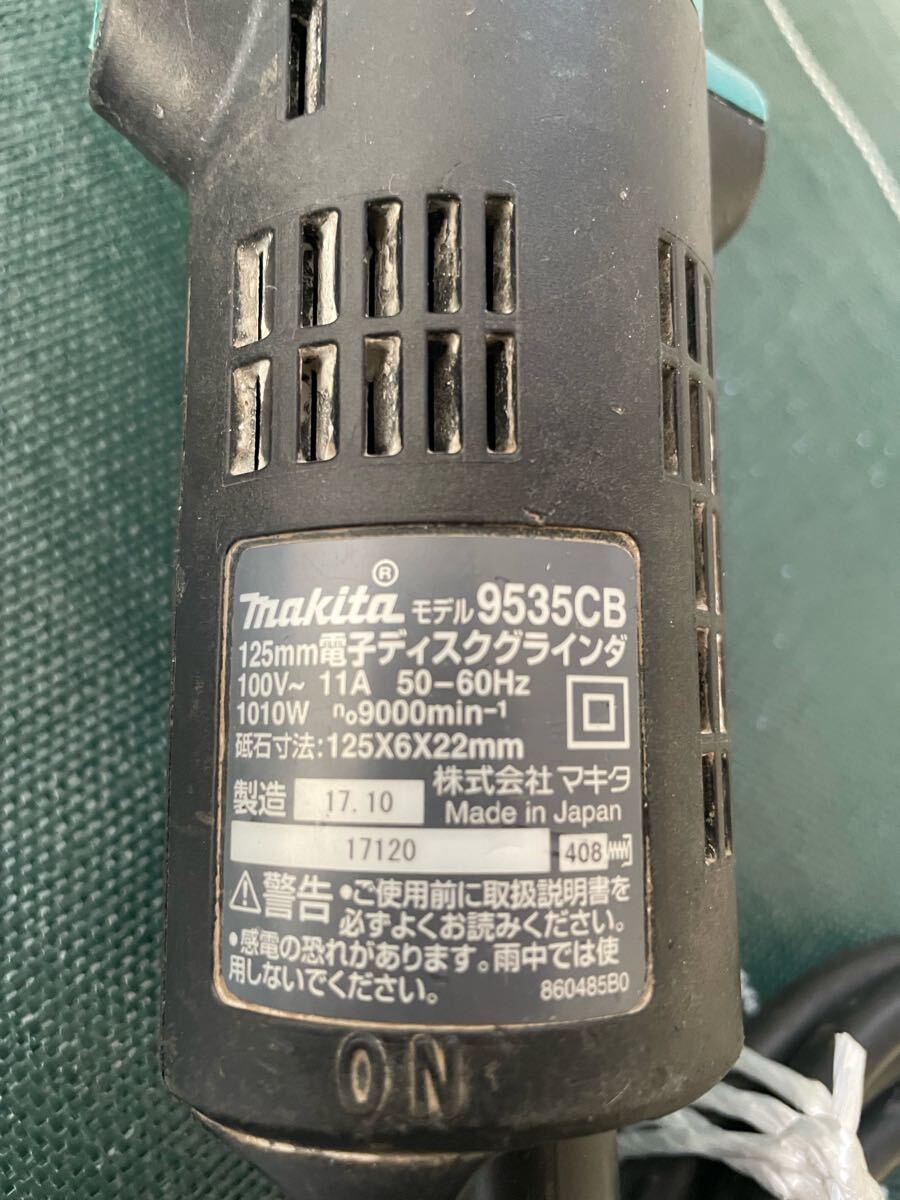 makita® モデル 9535CB
125mm電子ディスクグラインダ
100V~ 11A 50-60Hz
1010W n₀9000min⁻¹
砥石寸法:125X6X22mm
株式会社 マキタ
製造 17.10 Made in Japan
17120 408
⚠警告 •ご使用前に取扱説明書を
必ずよくお読みください。
•感電の恐れがあります。雨中では使
用しないでください。
860485B0
ON